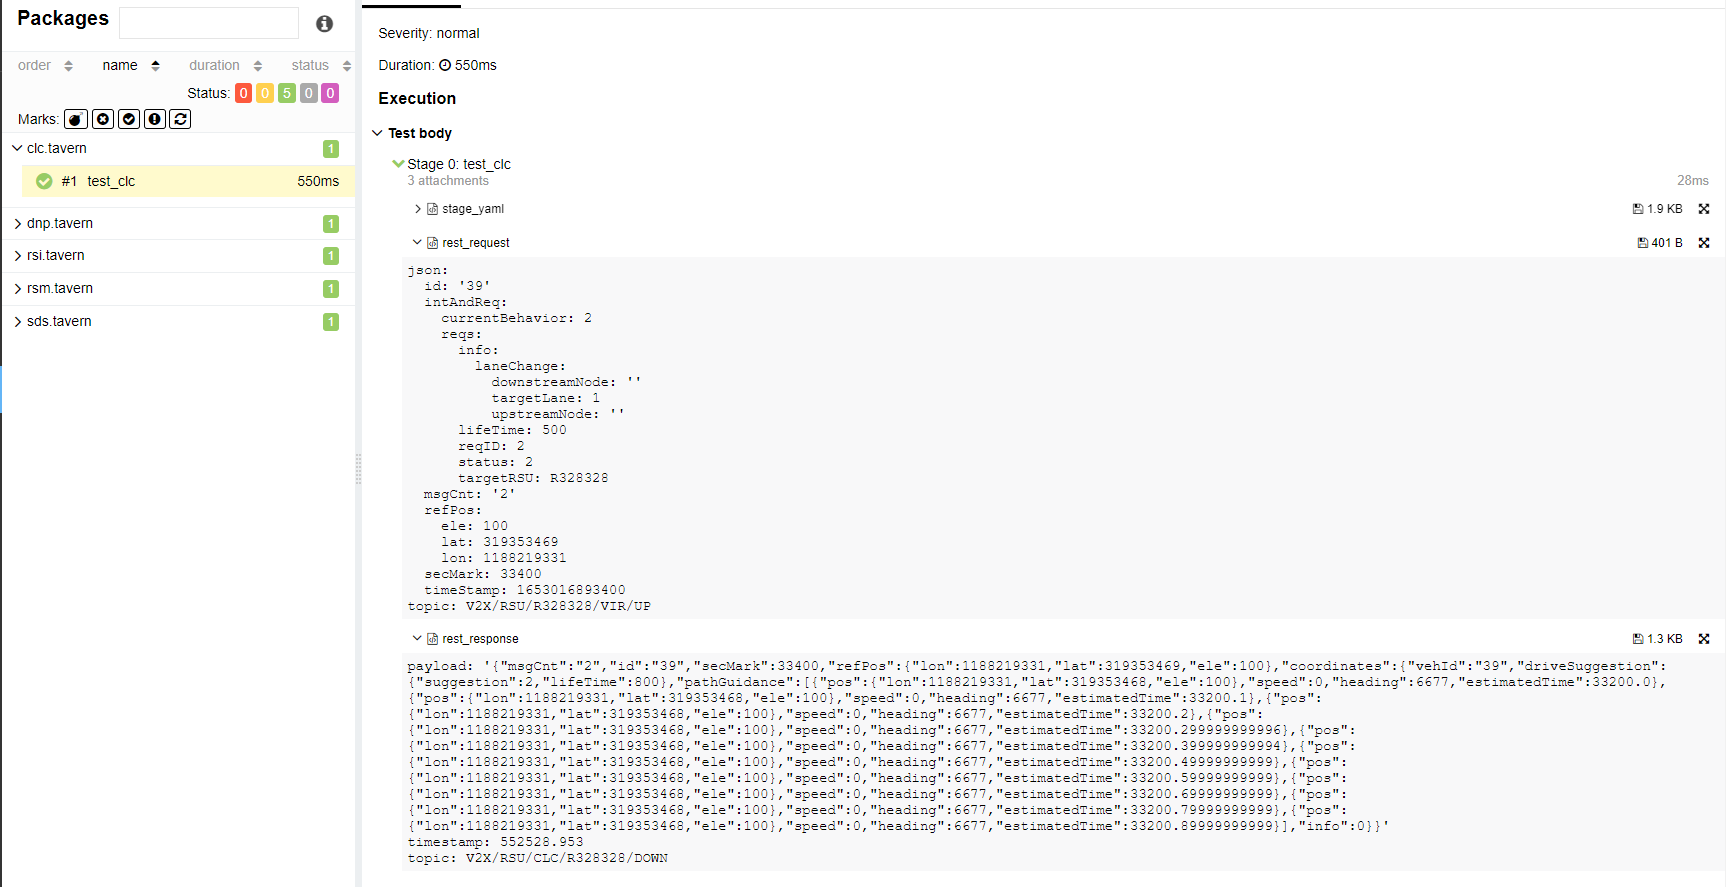 Packages
order name duration status
Status: 0 0 5 0 0
Marks:
clc.tavern 1
#1 test_clc 550ms
dnp.tavern 1
rsi.tavern 1
rsm.tavern 1
sds.tavern 1
Severity: normal
Duration: 550ms
Execution
Test body
Stage 0: test_clc
3 attachments 28ms
stage_yaml 1.9 KB
rest_request 401 B
json:
  id: '39'
  intAndReq:
    currentBehavior: 2
    reqs:
      info:
        laneChange:
          downstreamNode: ''
          targetLane: 1
          upstreamNode: ''
      lifeTime: 500
      reqID: 2
      status: 2
      targetRSU: R328328
  msgCnt: '2'
  refPos:
    ele: 100
    lat: 319353469
    lon: 1188219331
  secMark: 33400
  timeStamp: 1653016893400
topic: V2X/RSU/R328328/VIR/UP
rest_response 1.3 KB
payload: '{"msgCnt":"2","id":"39","secMark":33400,"refPos":{"lon":1188219331,"lat":319353469,"ele":100},"coordinates":{"vehId":"39","driveSuggestion":
{"suggestion":2,"lifeTime":800},"pathGuidance":[{"pos":{"lon":1188219331,"lat":319353468,"ele":100},"speed":0,"heading":6677,"estimatedTime":33200.0},
{"pos":{"lon":1188219331,"lat":319353468,"ele":100},"speed":0,"heading":6677,"estimatedTime":33200.1},{"pos":
{"lon":1188219331,"lat":319353468,"ele":100},"speed":0,"heading":6677,"estimatedTime":33200.2},{"pos":
{"lon":1188219331,"lat":319353468,"ele":100},"speed":0,"heading":6677,"estimatedTime":33200.299999999996},{"pos":
{"lon":1188219331,"lat":319353468,"ele":100},"speed":0,"heading":6677,"estimatedTime":33200.399999999994},{"pos":
{"lon":1188219331,"lat":319353468,"ele":100},"speed":0,"heading":6677,"estimatedTime":33200.49999999999},{"pos":
{"lon":1188219331,"lat":319353468,"ele":100},"speed":0,"heading":6677,"estimatedTime":33200.59999999999},{"pos":
{"lon":1188219331,"lat":319353468,"ele":100},"speed":0,"heading":6677,"estimatedTime":33200.69999999999},{"pos":
{"lon":1188219331,"lat":319353468,"ele":100},"speed":0,"heading":6677,"estimatedTime":33200.79999999999},{"pos":
{"lon":1188219331,"lat":319353468,"ele":100},"speed":0,"heading":6677,"estimatedTime":33200.89999999999}],"info":0}}'
timestamp: 552528.953
topic: V2X/RSU/CLC/R328328/DOWN